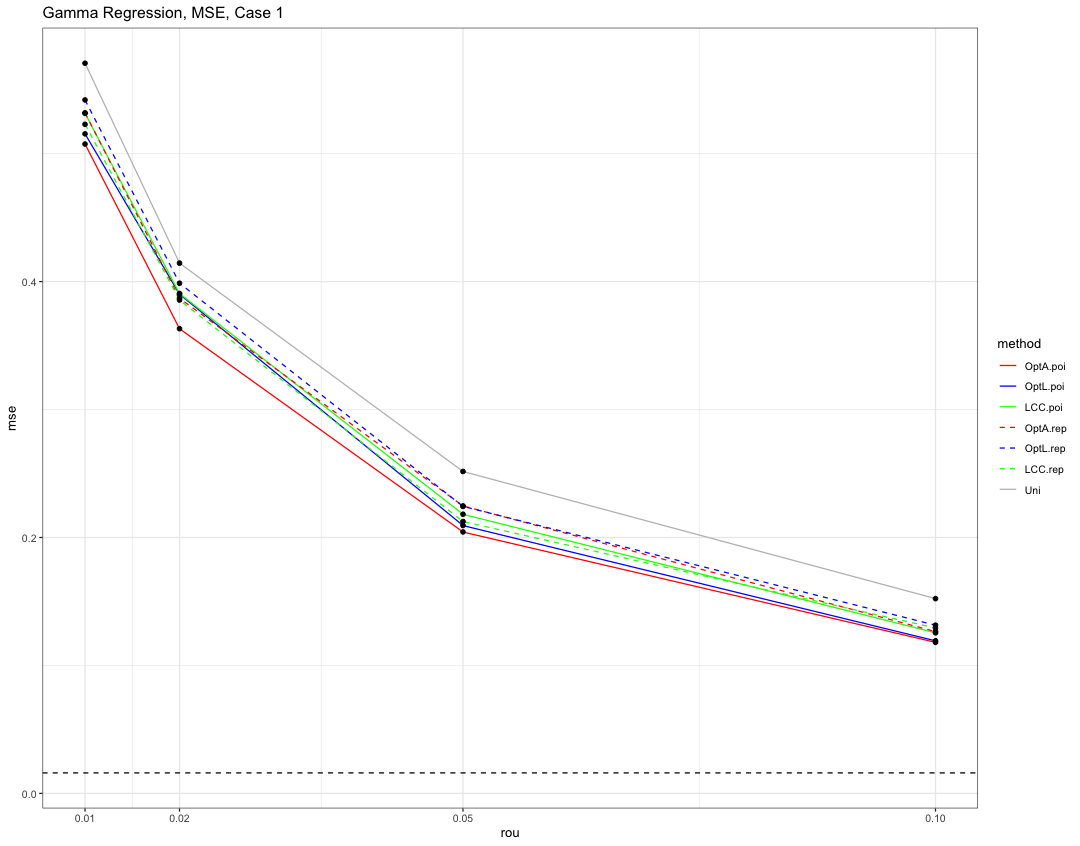 Gamma Regression, MSE, Case 1
mse
0.4
0.2
0.0
0.01 0.02 0.05 0.10
rou
method
OptA.poi
OptL.poi
LCC.poi
OptA.rep
OptL.rep
LCC.rep
Uni